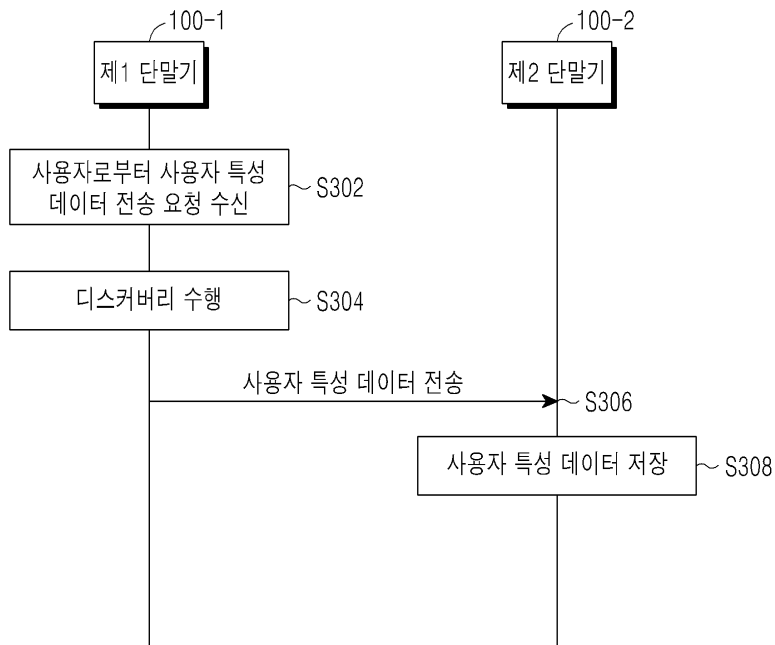 100-1
100-2
제1 단말기
제2 단말기
사용자로부터 사용자 특성
데이터 전송 요청 수신
S302
디스커버리 수행
S304
사용자 특성 데이터 전송
S306
사용자 특성 데이터 저장
S308